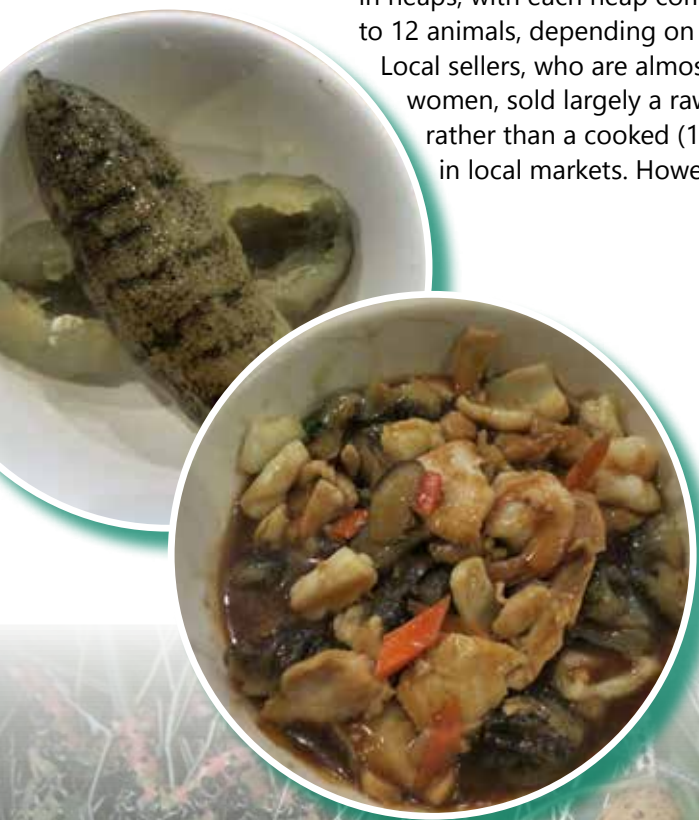 in heaps, with each heap con
to 12 animals, depending on
Local sellers, who are almos
women, sold largely a raw
rather than a cooked (1
in local markets. Howe